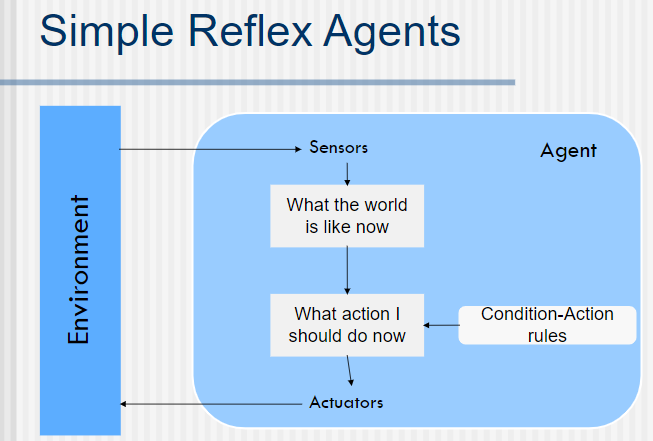 Simple Reflex Agents
Sensors
Agent
What the world
is like now
Environment
What action I
should do now
Condition-Action
rules
Actuators